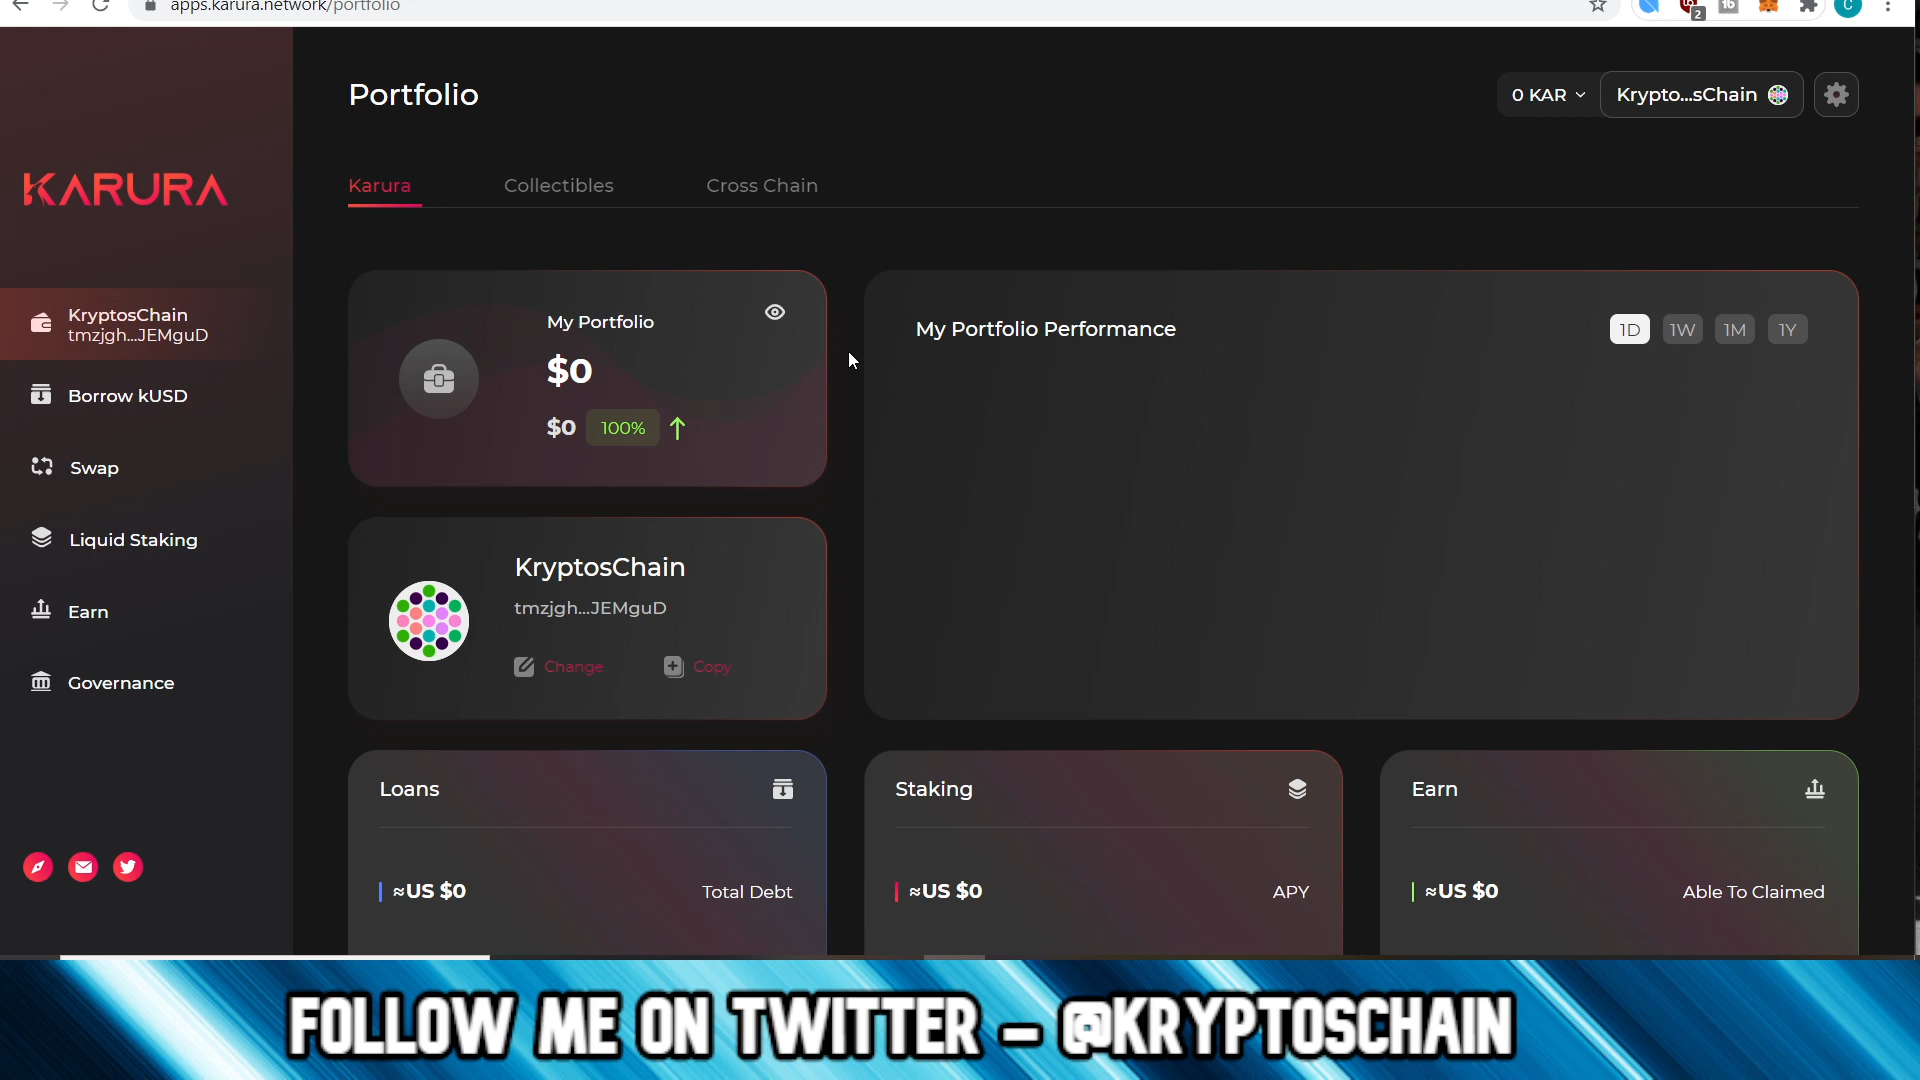 apps.karura.network/portfolio
2
tb
C
Portfolio
0 KAR
Krypto...sChain
KARURA
Karura
Collectibles
Cross Chain
KryptosChain
tmzjgh...JEMguD
Borrow kUSD
Swap
Liquid Staking
Earn
Governance
My Portfolio
$0
$0 100%
My Portfolio Performance
1D 1W 1M 1Y
KryptosChain
tmzjgh...JEMguD
Change Copy
Loans
≈US $0 Total Debt
Staking
≈US $0 APY
Earn
≈US $0 Able To Claimed
FOLLOW ME ON TWITTER – @KRYPTOSCHAIN